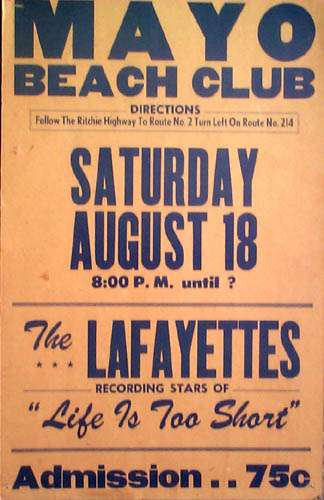 MAYO
BEACH CLUB
DIRECTIONS
Follow The Ritchie Highway To Route No. 2 Turn Left On Route No. 214
SATURDAY
AUGUST 18
8:00 P. M. until ?
The LAFAYETTES
RECORDING STARS OF
"Life Is Too Short"
Admission . . 75c